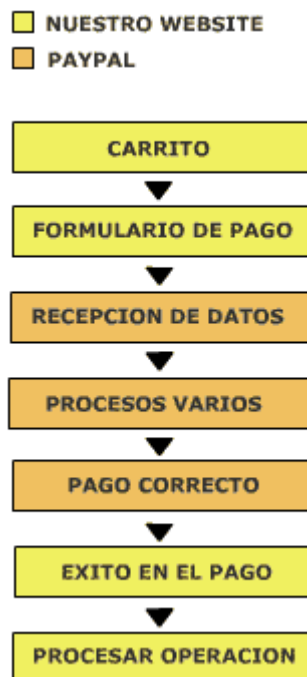 NUESTRO WEBSITE
PAYPAL
CARRITO
FORMULARIO DE PAGO
RECEPCION DE DATOS
PROCESOS VARIOS
PAGO CORRECTO
EXITO EN EL PAGO
PROCESAR OPERACION